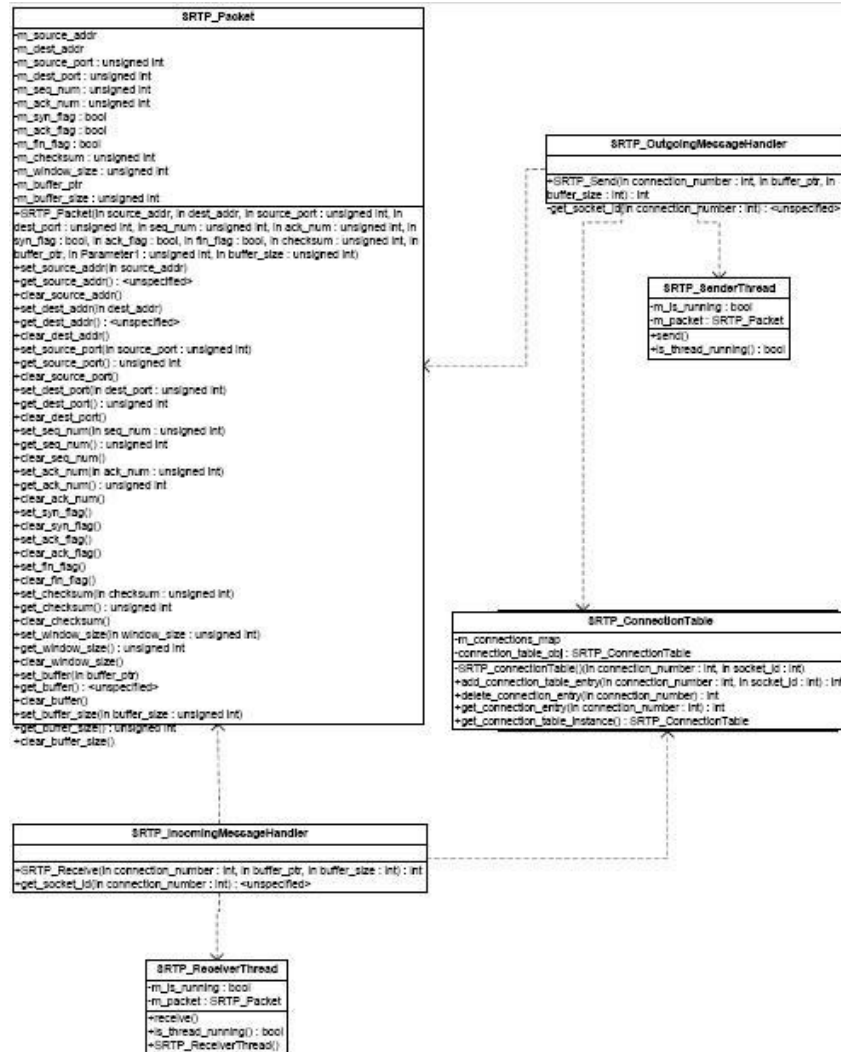 SRTP_Packet
-m_source_addr
-m_dest_addr
-m_source_port : unsigned int
-m_dest_port : unsigned int
-m_seq_num : unsigned int
-m_ack_num : unsigned int
-m_syn_flag : bool
-m_ack_flag : bool
-m_fin_flag : bool
-m_checksum : unsigned int
-m_window_size : unsigned int
-m_buffer_ptr
-m_buffer_size : unsigned int
+SRTP_Packet(in source_addr, in dest_addr, in source_port : unsigned int, in
dest_port : unsigned int, in seq_num : unsigned int, in ack_num : unsigned int, in
syn_flag : bool, in ack_flag : bool, in fin_flag : bool, in checksum : unsigned int, in
buffer_ptr, in Parameter1 : unsigned int, in buffer_size : unsigned int)
+set_source_addr(in source_addr)
+get_source_addr() : <unspecified>
+clear_source_addr()
+set_dest_addr(in dest_addr)
+get_dest_addr() : <unspecified>
+clear_dest_addr()
+set_source_port(in source_port : unsigned int)
+get_source_port() : unsigned int
+clear_source_port()
+set_dest_port(in dest_port : unsigned int)
+get_dest_port() : unsigned int
+clear_dest_port()
+set_seq_num(in seq_num : unsigned int)
+get_seq_num() : unsigned int
+clear_seq_num()
+set_ack_num(in ack_num : unsigned int)
+get_ack_num() : unsigned int
+clear_ack_num()
+set_syn_flag()
+clear_syn_flag()
+set_ack_flag()
+clear_ack_flag()
+set_fin_flag()
+clear_fin_flag()
+set_checksum(in checksum : unsigned int)
+get_checksum() : unsigned int
+clear_checksum()
+set_window_size(in window_size : unsigned int)
+get_window_size() : unsigned int
+clear_window_size()
+set_buffer(in buffer_ptr)
+get_buffer() : <unspecified>
+clear_buffer()
+set_buffer_size(in buffer_size : unsigned int)
+get_buffer_size() : unsigned int
+clear_buffer_size()
SRTP_OutgoingMessageHandler
+SRTP_Send(in connection_number : int, in buffer_ptr, in
buffer_size : int) : int
-get_socket_id(in connection_number : int) : <unspecified>
SRTP_SenderThread
-m_is_running : bool
-m_packet : SRTP_Packet
+send()
+is_thread_running() : bool
SRTP_ConnectionTable
-m_connections_map
-connection_table_obj : SRTP_ConnectionTable
-SRTP_connectionTable()(in connection_number : int, in socket_id : int)
+add_connection_table_entry(in connection_number : int, in socket_id : int) : int
+delete_connection_entry(in connection_number) : int
+get_connection_entry(in connection_number : int) : int
+get_connection_table_instance() : SRTP_ConnectionTable
SRTP_IncomingMessageHandler
+SRTP_Receive(in connection_number : int, in buffer_ptr, in buffer_size : int) : int
+get_socket_id(in connection_number : int) : <unspecified>
SRTP_ReceiverThread
-m_is_running : bool
-m_packet : SRTP_Packet
+receive()
+is_thread_running() : bool
+SRTP_ReceiverThread()